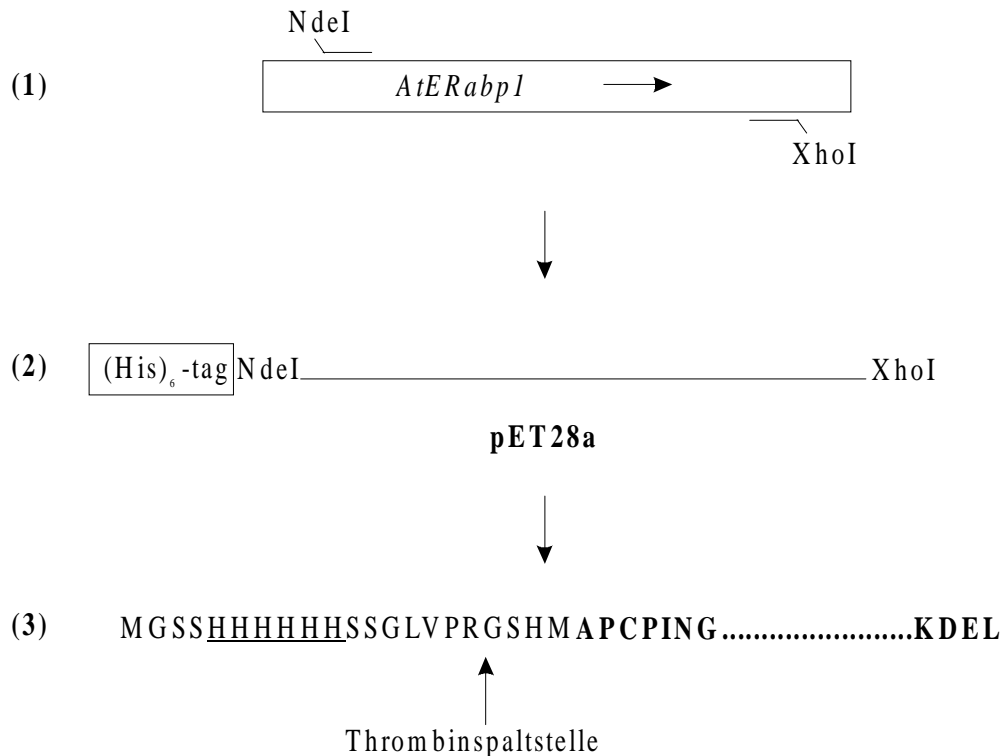 NdeI
(1) AtERabp1
XhoI
(2) (His)₆-tag NdeI XhoI
pET28a
(3) MGSSHHHHHHSSGLVPRGSHMAPCPING........................KDEL
Thrombinspaltstelle